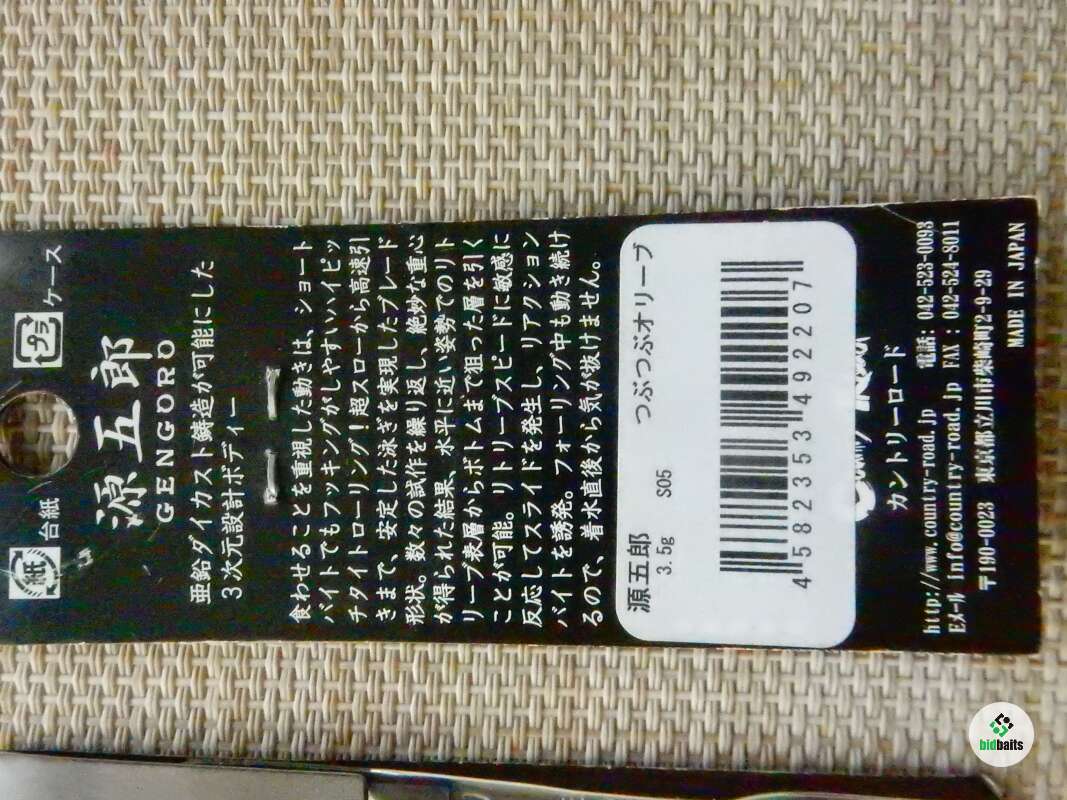 紙 台紙 プラ ケース
源五郎
GENGORO
亜鉛ダイカスト鋳造が可能にした
3次元設計ボディー
食わせることを重視した動きは、ショート
バイトでもフッキングがしやすいハイピッ
チタイトローリング！超スローから高速引
きまで、安定した泳ぎを実現したブレード
形状。数々の試作を繰り返し、絶妙な重心
が得られた結果、水平に近い姿勢でのリト
リーブ表層からボトムまで狙った層を引く
ことが可能。リトリーブスピードに敏感に
反応してスライドを発生し、リアクション
バイトを誘発。フォーリング中も動き続け
るので、着水直後から気が抜けません。
源五郎 つぶつぶオリーブ
3.5g S05
4582353492207
カントリーロード
http://www.country-road.jp 電話: 042-523-0093
Eメール info@country-road.jp FAX : 042-524-8011
〒190-0023 東京都立川市柴崎町2-9-29
MADE IN JAPAN
bidbaits